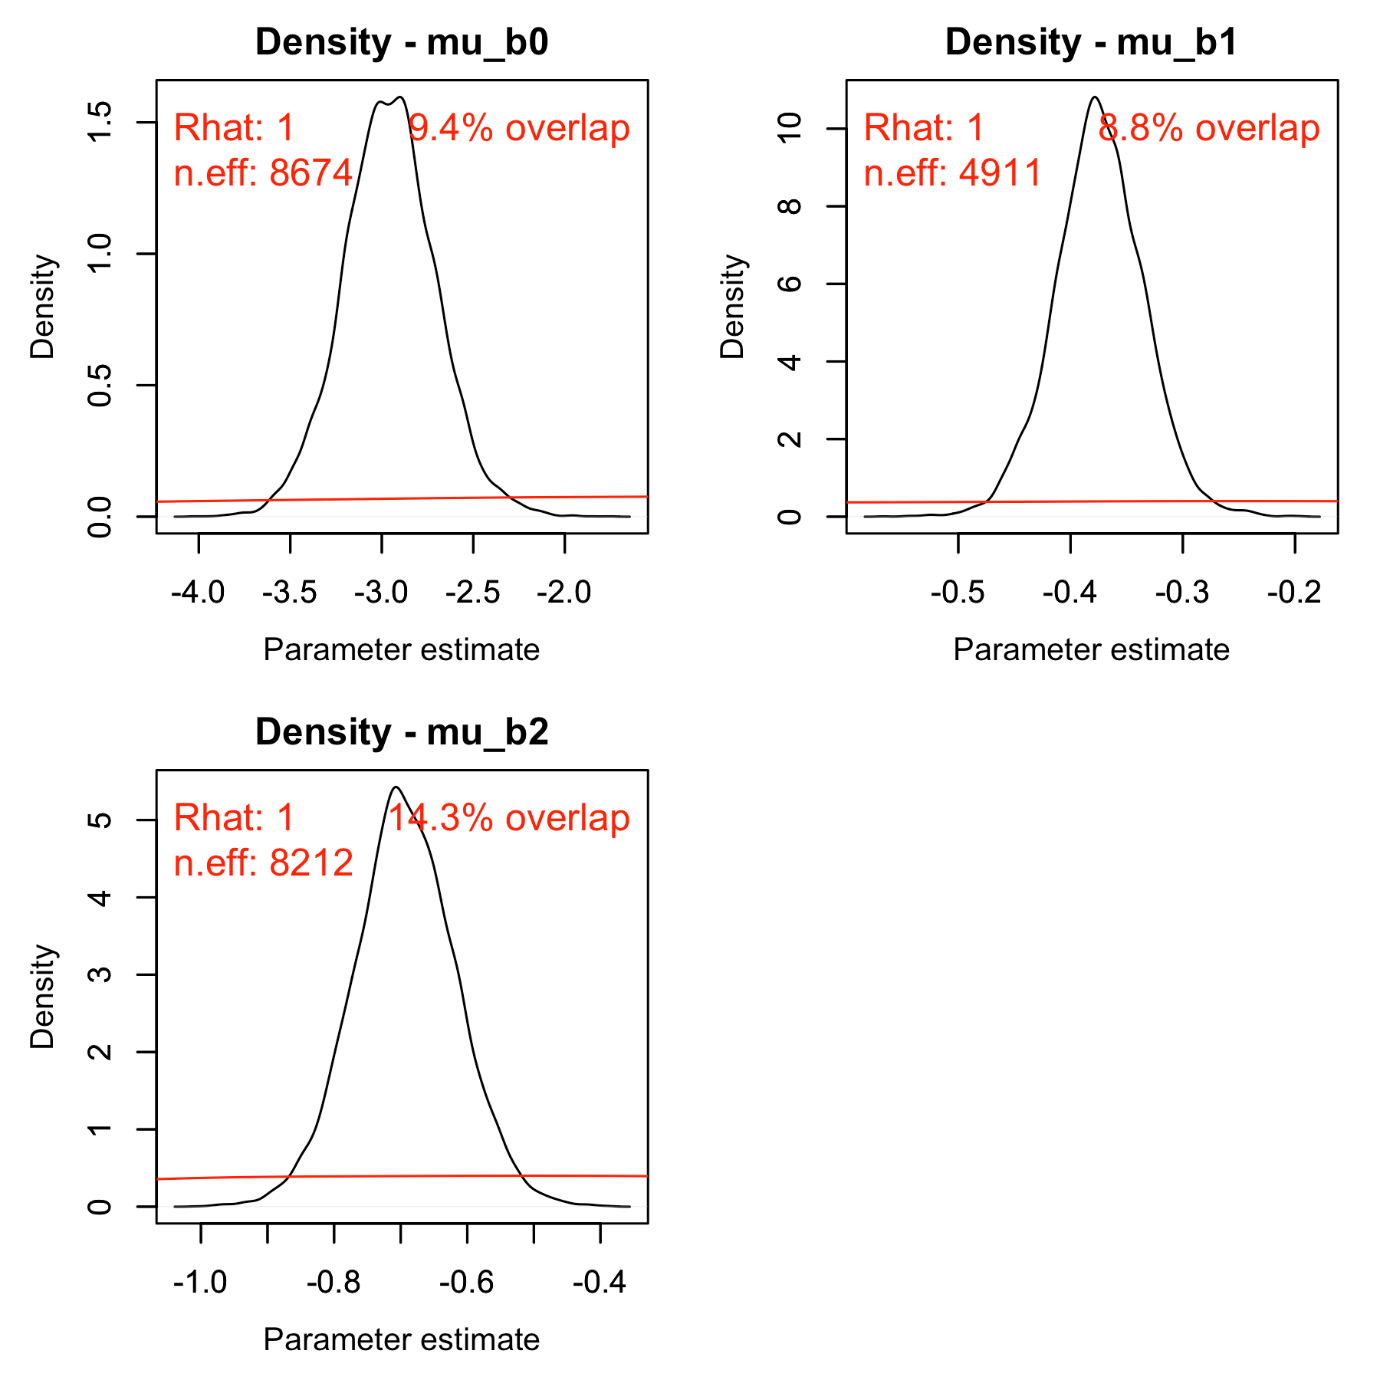 Density - mu_b0
Rhat: 1
9.4% overlap
n.eff: 8674
Density
0.0
0.5
1.0
1.5
-4.0
-3.5
-3.0
-2.5
-2.0
Parameter estimate
Density - mu_b1
Rhat: 1
8.8% overlap
n.eff: 4911
Density
0
2
4
6
8
10
-0.5
-0.4
-0.3
-0.2
Parameter estimate
Density - mu_b2
Rhat: 1
14.3% overlap
n.eff: 8212
Density
0
1
2
3
4
5
-1.0
-0.8
-0.6
-0.4
Parameter estimate